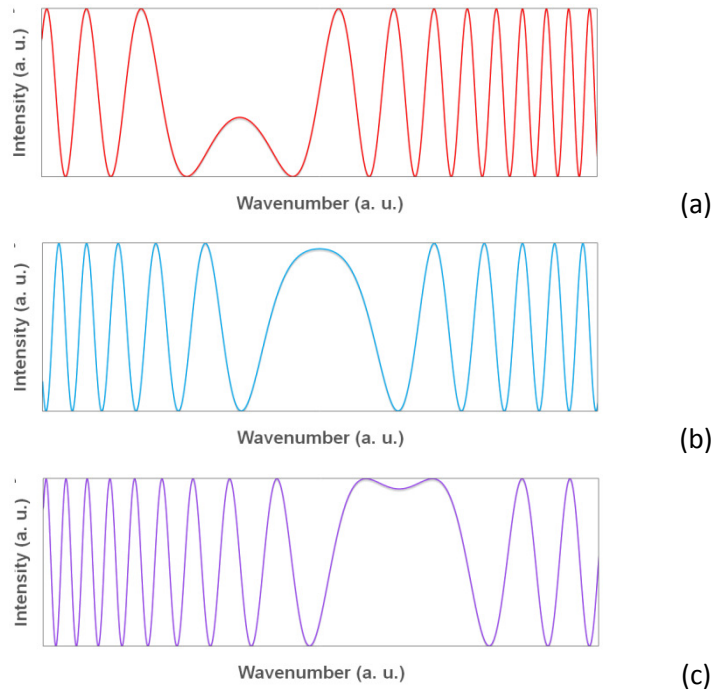 Intensity (a. u.)
Wavenumber (a. u.)
(a)
Intensity (a. u.)
Wavenumber (a. u.)
(b)
Intensity (a. u.)
Wavenumber (a. u.)
(c)